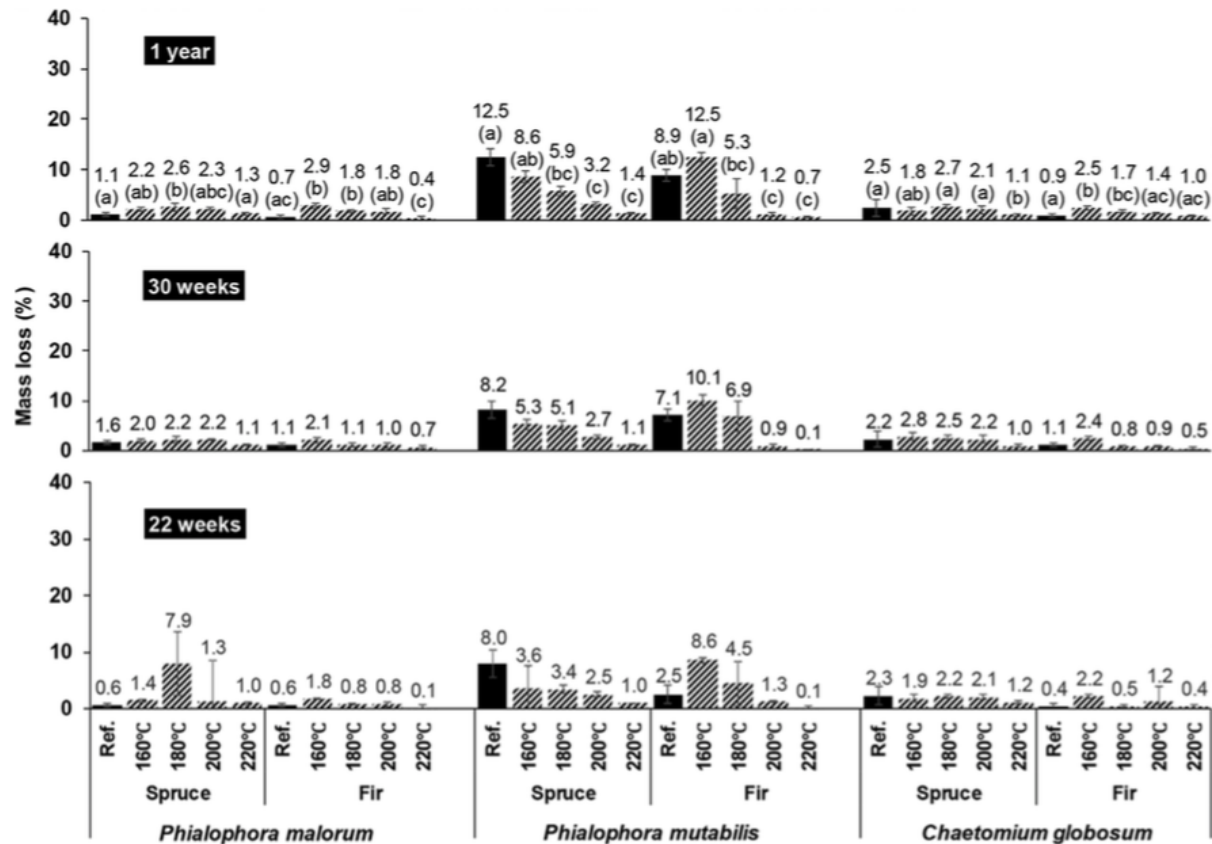 40
1 year
30
20
12.5 12.5
(a) 8.6 8.9 (a)
10 2.2 2.6 2.3 2.9 (ab) 5.9 (ab) 5.3 2.5 2.7 2.5
1.1 (ab) (b) (abc) 1.3 0.7 (b) 1.8 1.8 0.4 (bc) 3.2 1.4 (bc) 1.2 0.7 (a) 1.8 (a) 2.1 1.1 0.9 (b) 1.7 1.4 1.0
(a) (a) (ac) (b) (ab) (c) (c) (c) (c) (c) (ab) (a) (b) (a) (bc) (ac) (ac)
0
Mass loss (%)
40
30 weeks
30
20
10 1.6 2.0 2.2 2.2 1.1 1.1 2.1 1.1 1.0 0.7 8.2 5.3 5.1 2.7 1.1 7.1 10.1 6.9 0.9 0.1 2.2 2.8 2.5 2.2 1.0 1.1 2.4 0.8 0.9 0.5
0
40
22 weeks
30
20
10 0.6 1.4 7.9 1.3 1.0 0.6 1.8 0.8 0.8 0.1 8.0 3.6 3.4 2.5 1.0 2.5 8.6 4.5 1.3 0.1 2.3 1.9 2.2 2.1 1.2 0.4 2.2 0.5 1.2 0.4
0
Ref. 160°C 180°C 200°C 220°C Ref. 160°C 180°C 200°C 220°C Ref. 160°C 180°C 200°C 220°C Ref. 160°C 180°C 200°C 220°C Ref. 160°C 180°C 200°C 220°C Ref. 160°C 180°C 200°C 220°C
Spruce Fir Spruce Fir Spruce Fir
Phialophora malorum Phialophora mutabilis Chaetomium globosum